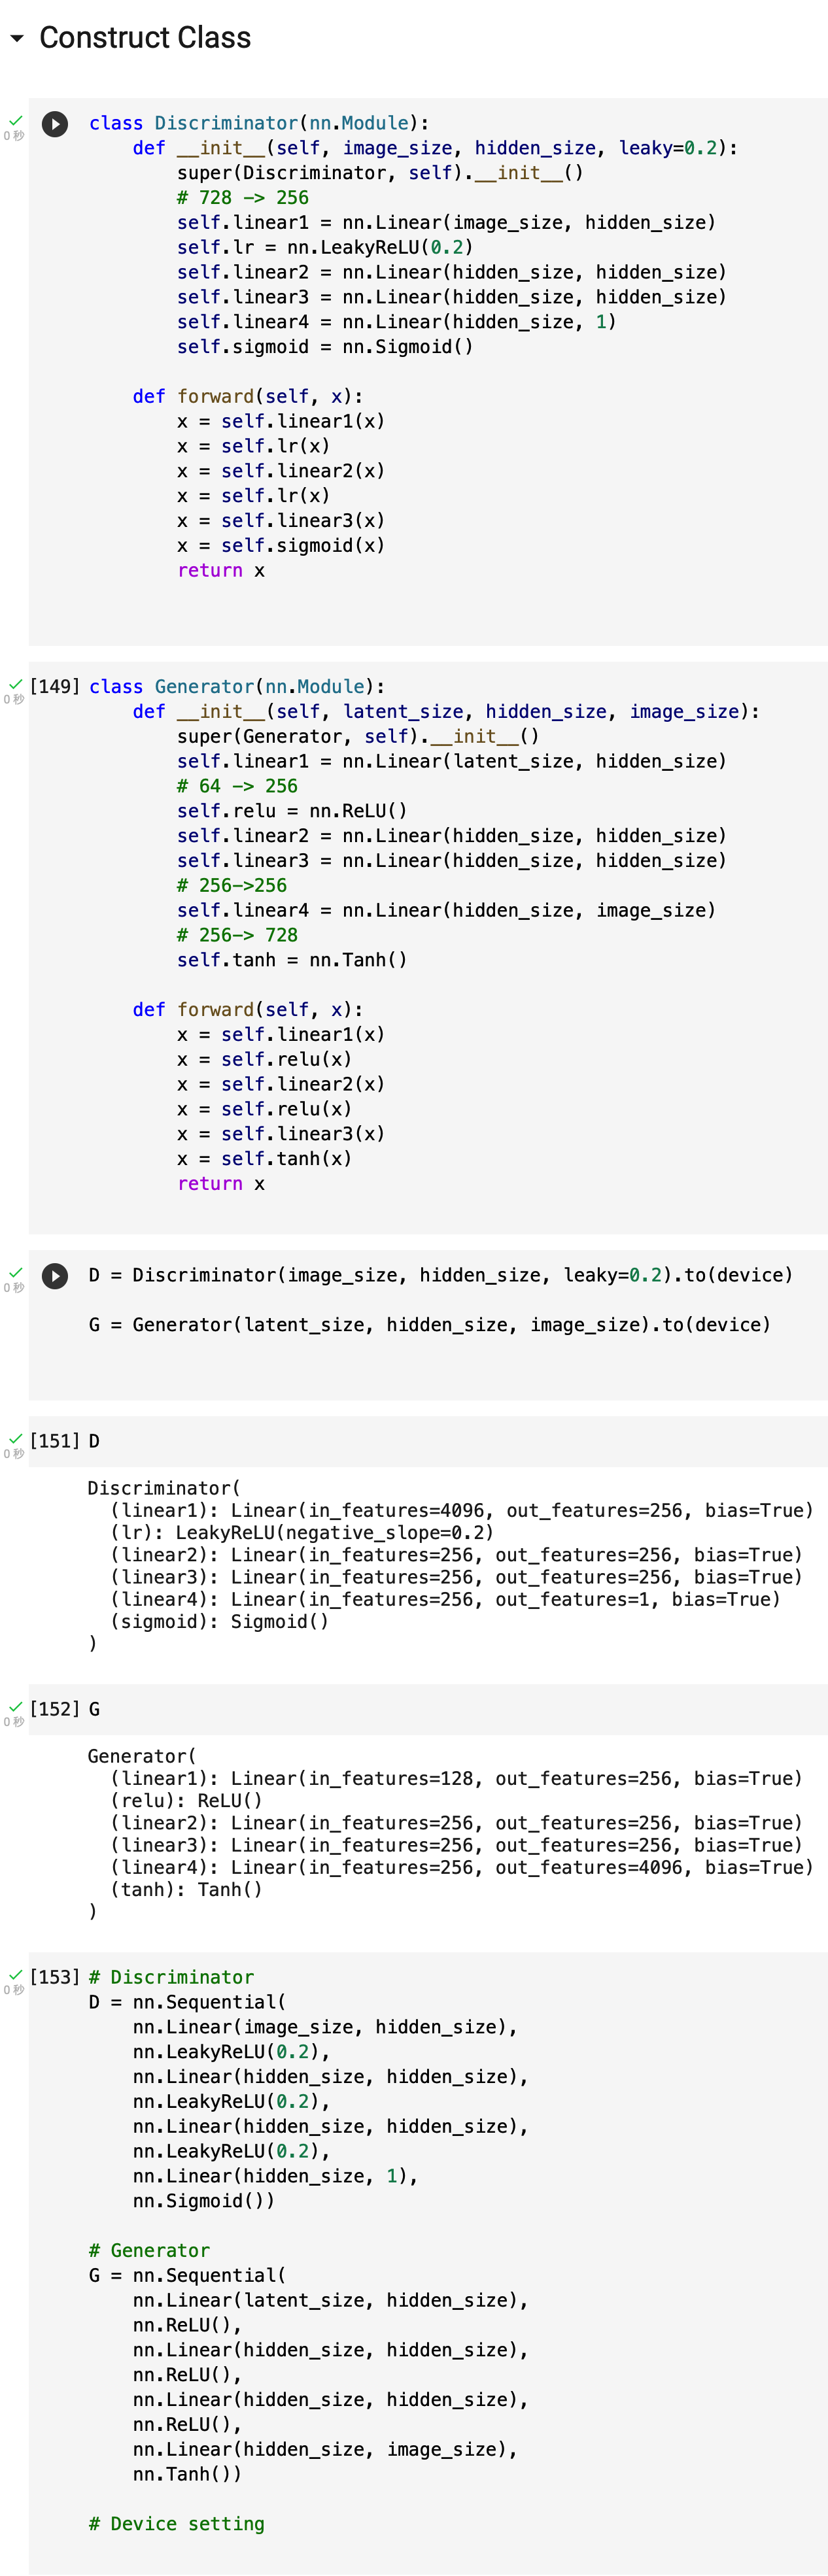 Construct Class
0 秒
class Discriminator(nn.Module):
    def __init__(self, image_size, hidden_size, leaky=0.2):
        super(Discriminator, self).__init__()
        # 728 -> 256
        self.linear1 = nn.Linear(image_size, hidden_size)
        self.lr = nn.LeakyReLU(0.2)
        self.linear2 = nn.Linear(hidden_size, hidden_size)
        self.linear3 = nn.Linear(hidden_size, hidden_size)
        self.linear4 = nn.Linear(hidden_size, 1)
        self.sigmoid = nn.Sigmoid()
    def forward(self, x):
        x = self.linear1(x)
        x = self.lr(x)
        x = self.linear2(x)
        x = self.lr(x)
        x = self.linear3(x)
        x = self.sigmoid(x)
        return x
0 秒
[149] class Generator(nn.Module):
    def __init__(self, latent_size, hidden_size, image_size):
        super(Generator, self).__init__()
        self.linear1 = nn.Linear(latent_size, hidden_size)
        # 64 -> 256
        self.relu = nn.ReLU()
        self.linear2 = nn.Linear(hidden_size, hidden_size)
        self.linear3 = nn.Linear(hidden_size, hidden_size)
        # 256->256
        self.linear4 = nn.Linear(hidden_size, image_size)
        # 256-> 728
        self.tanh = nn.Tanh()
    def forward(self, x):
        x = self.linear1(x)
        x = self.relu(x)
        x = self.linear2(x)
        x = self.relu(x)
        x = self.linear3(x)
        x = self.tanh(x)
        return x
0 秒
D = Discriminator(image_size, hidden_size, leaky=0.2).to(device)
G = Generator(latent_size, hidden_size, image_size).to(device)
0 秒
[151] D
Discriminator(
  (linear1): Linear(in_features=4096, out_features=256, bias=True)
  (lr): LeakyReLU(negative_slope=0.2)
  (linear2): Linear(in_features=256, out_features=256, bias=True)
  (linear3): Linear(in_features=256, out_features=256, bias=True)
  (linear4): Linear(in_features=256, out_features=1, bias=True)
  (sigmoid): Sigmoid()
)
0 秒
[152] G
Generator(
  (linear1): Linear(in_features=128, out_features=256, bias=True)
  (relu): ReLU()
  (linear2): Linear(in_features=256, out_features=256, bias=True)
  (linear3): Linear(in_features=256, out_features=256, bias=True)
  (linear4): Linear(in_features=256, out_features=4096, bias=True)
  (tanh): Tanh()
)
0 秒
[153] # Discriminator
D = nn.Sequential(
    nn.Linear(image_size, hidden_size),
    nn.LeakyReLU(0.2),
    nn.Linear(hidden_size, hidden_size),
    nn.LeakyReLU(0.2),
    nn.Linear(hidden_size, hidden_size),
    nn.LeakyReLU(0.2),
    nn.Linear(hidden_size, 1),
    nn.Sigmoid())
# Generator
G = nn.Sequential(
    nn.Linear(latent_size, hidden_size),
    nn.ReLU(),
    nn.Linear(hidden_size, hidden_size),
    nn.ReLU(),
    nn.Linear(hidden_size, hidden_size),
    nn.ReLU(),
    nn.Linear(hidden_size, image_size),
    nn.Tanh())
# Device setting